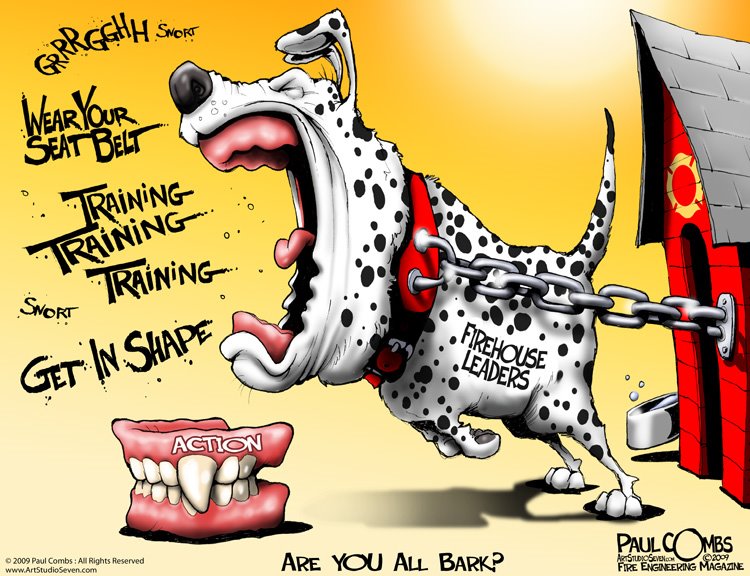 GRRRGGHH SNORT
WEAR YOUR
SEAT BELT
TRAINING
TRAINING
TRAINING
SNORT
GET IN SHAPE
FIREHOUSE
LEADERS
ACTION
© 2009 Paul Combs : All Rights Reserved
ArtStudioSeven.com
ARE YOU ALL BARK?
PAUL COMBS
ARTSTUDIOSEVEN.COM ©2009
FIRE ENGINEERING MAGAZINE